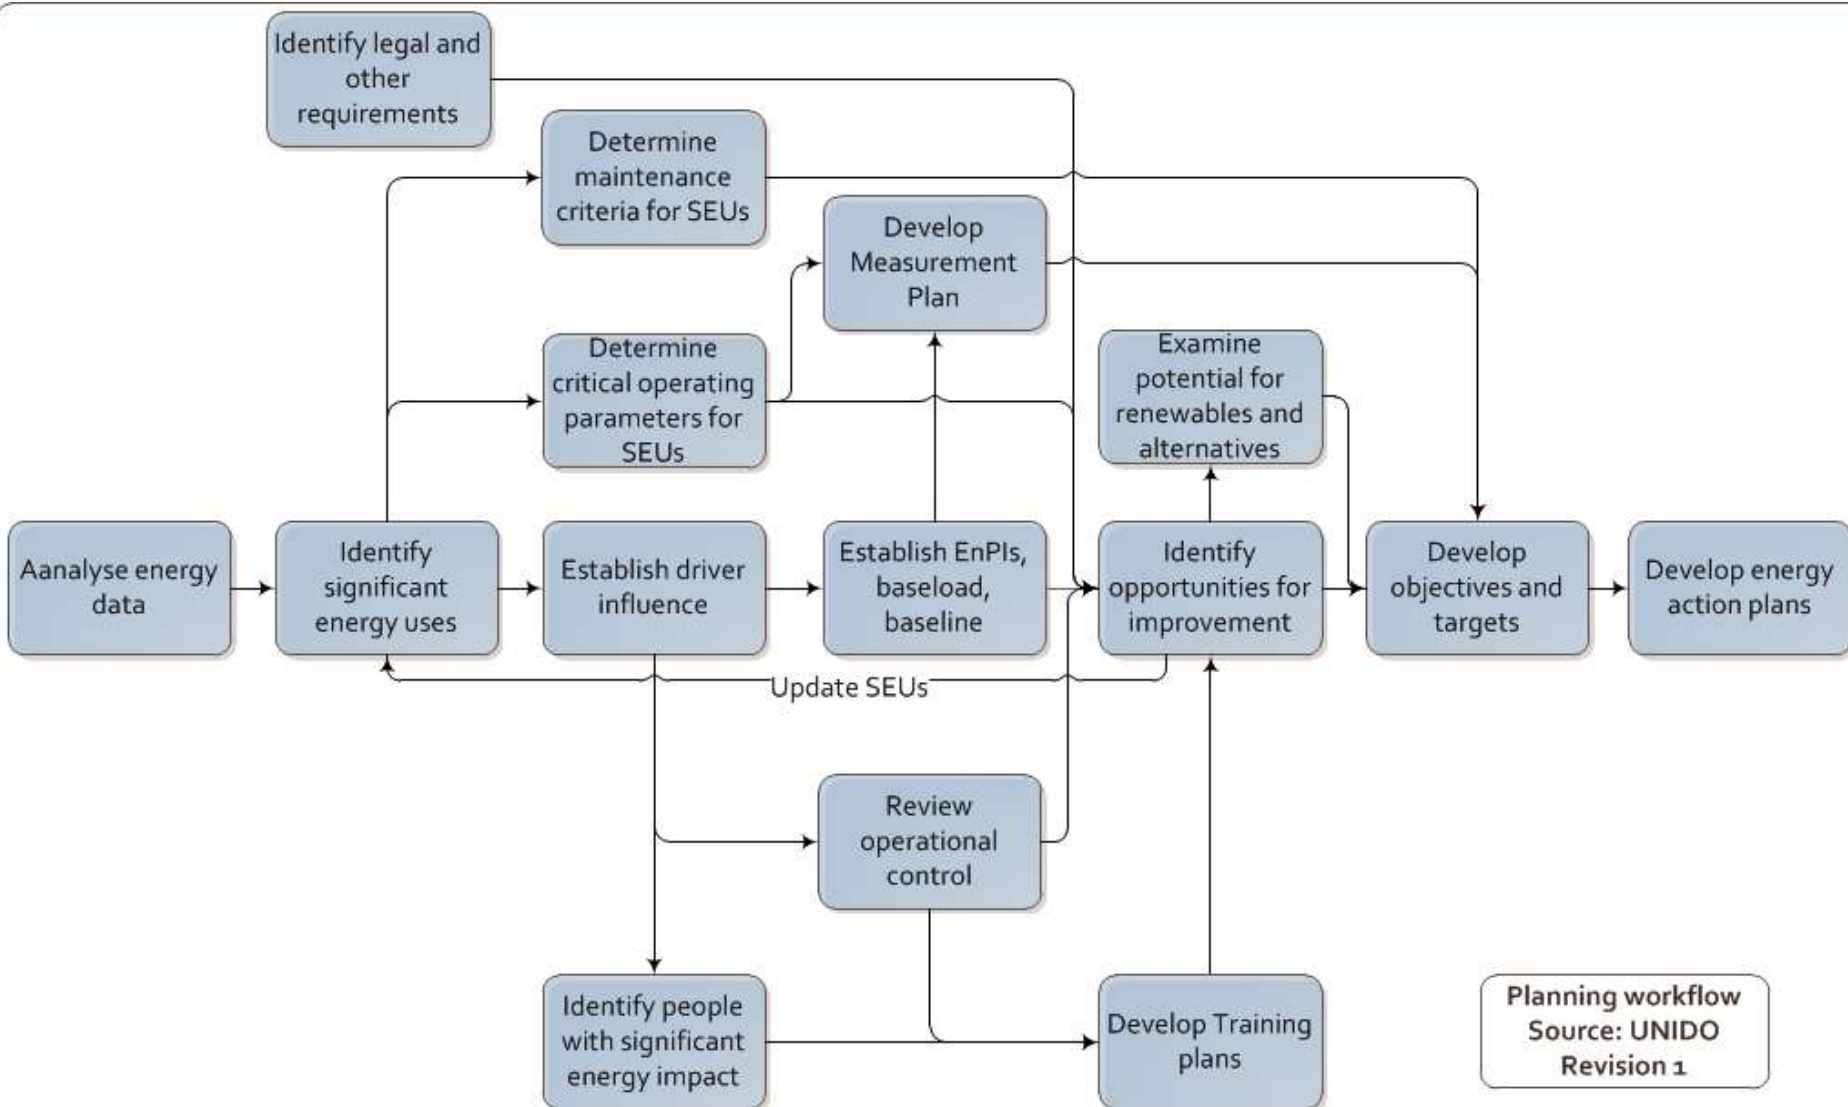 Identify legal and
other
requirements
Determine
maintenance
criteria for SEUs
Develop
Measurement
Plan
Determine
critical operating
parameters for
SEUs
Examine
potential for
renewables and
alternatives
Aanalyse energy
data
Identify
significant
energy uses
Establish driver
influence
Establish EnPIs,
baseload,
baseline
Identify
opportunities for
improvement
Develop
objectives and
targets
Develop energy
action plans
Update SEUs
Review
operational
control
Identify people
with significant
energy impact
Develop Training
plans
Planning workflow
Source: UNIDO
Revision 1